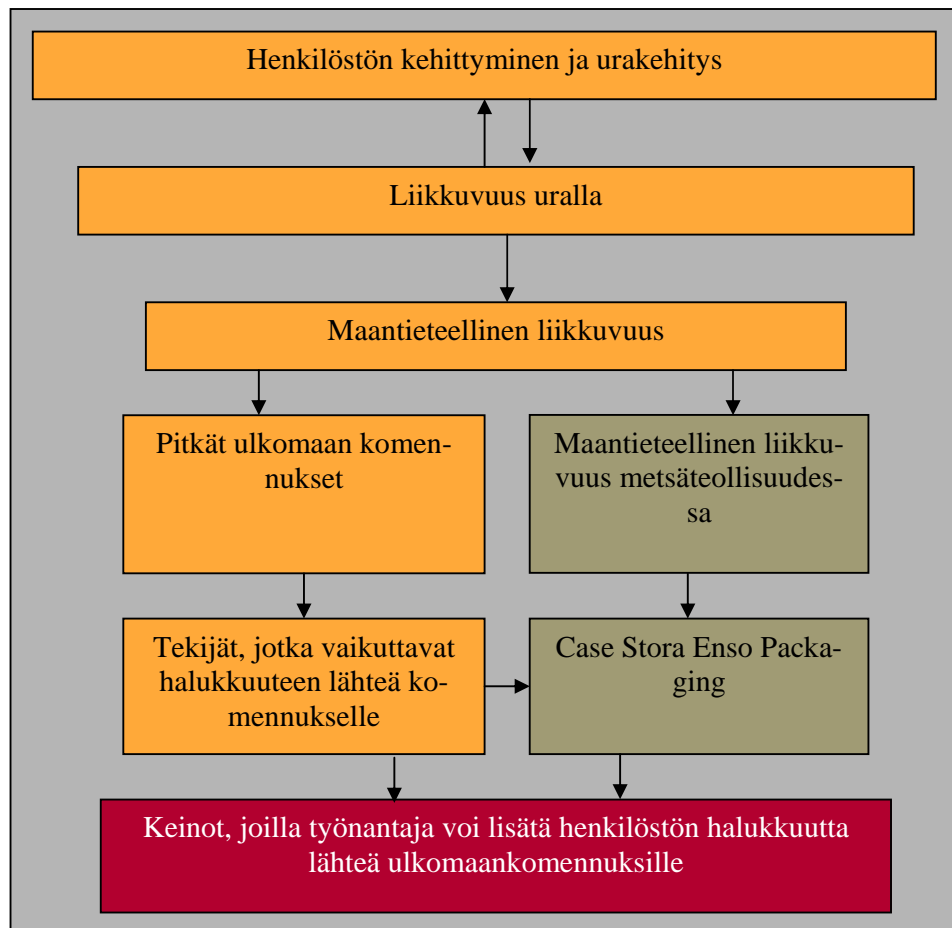 Henkilöstön kehittyminen ja urakehitys
Liikkuvuus uralla
Maantieteellinen liikkuvuus
Pitkät ulkomaan komen-
nukset
Maantieteellinen liikku-
vuus metsäteollisuudes-
sa
Tekijät, jotka vaikuttavat
halukkuuteen lähteä ko-
mennukselle
Case Stora Enso Packa-
ging
Keinot, joilla työnantaja voi lisätä henkilöstön halukkuutta
lähteä ulkomaankomennuksille